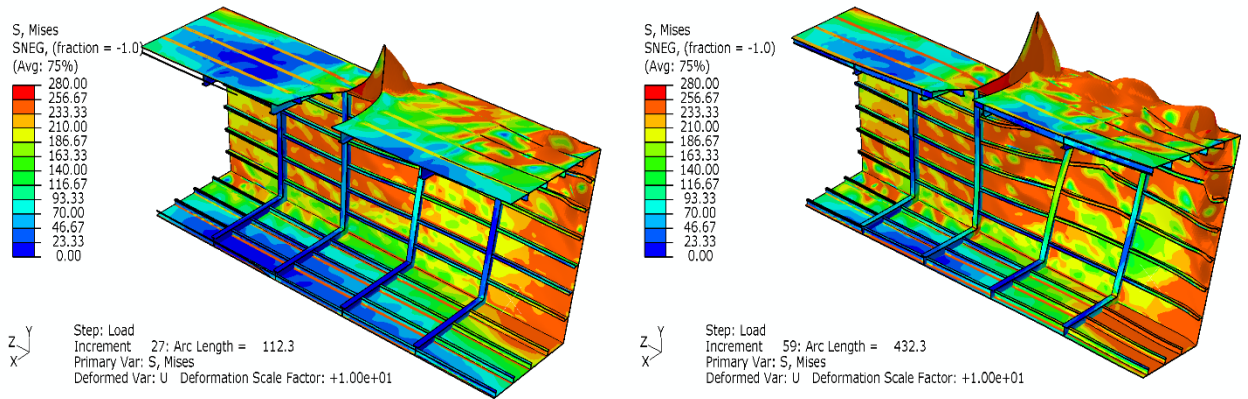 S, Mises
SNEG, (fraction = -1.0)
(Avg: 75%)
280.00
256.67
233.33
210.00
186.67
163.33
140.00
116.67
93.33
70.00
46.67
23.33
0.00
Y
Z
X
Step: Load
Increment 27: Arc Length = 112.3
Primary Var: S, Mises
Deformed Var: U Deformation Scale Factor: +1.00e+01
S, Mises
SNEG, (fraction = -1.0)
(Avg: 75%)
280.00
256.67
233.33
210.00
186.67
163.33
140.00
116.67
93.33
70.00
46.67
23.33
0.00
Y
Z
X
Step: Load
Increment 59: Arc Length = 432.3
Primary Var: S, Mises
Deformed Var: U Deformation Scale Factor: +1.00e+01